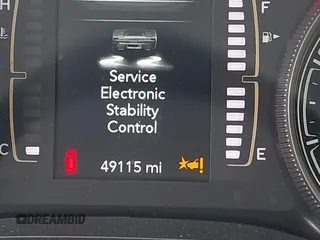 H
F
Service
Electronic
Stability
Control
C
49115 mi
E
DREAMBID